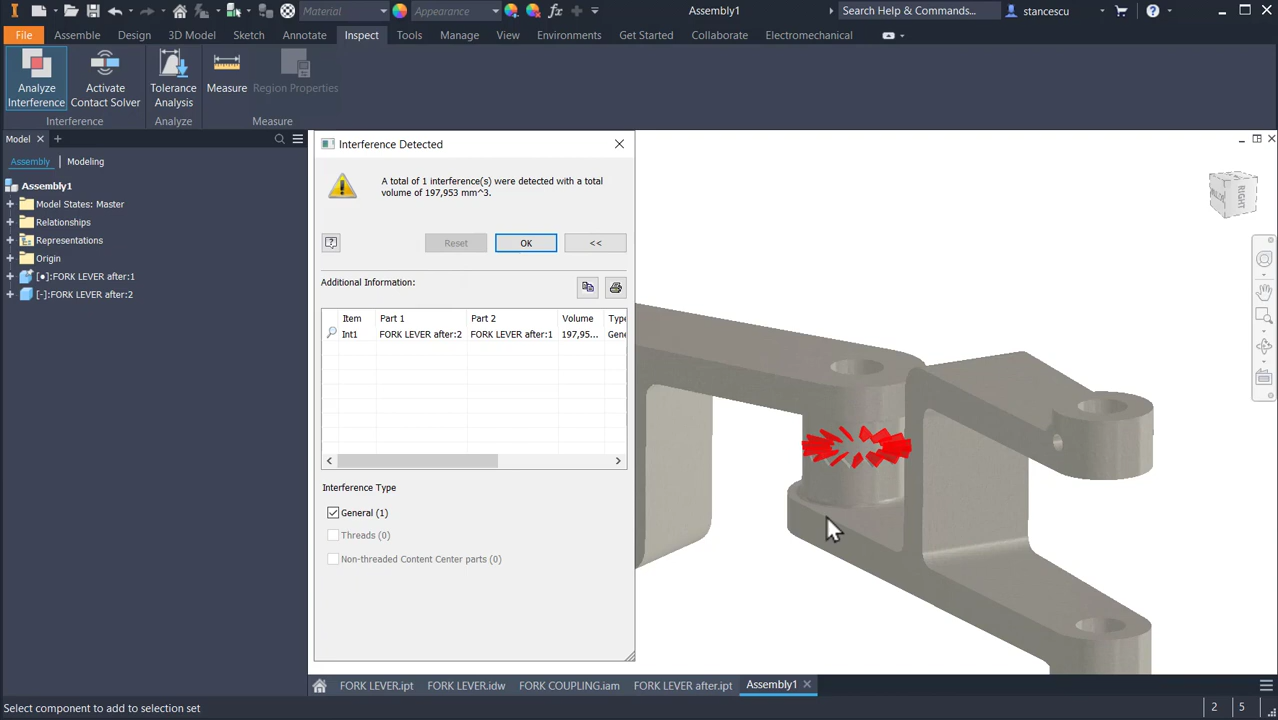 Material
Appearance
Assembly1
Search Help & Commands...
stancescu
File
Assemble
Design
3D Model
Sketch
Annotate
Inspect
Tools
Manage
View
Environments
Get Started
Collaborate
Electromechanical
Analyze
Interference
Activate
Contact Solver
Tolerance
Analysis
Measure
Region Properties
Interference
Analyze
Measure
Model
Assembly
Modeling
Assembly1
Model States: Master
Relationships
Representations
Origin
[●]:FORK LEVER after:1
[-]:FORK LEVER after:2
Interference Detected
A total of 1 interference(s) were detected with a total
volume of 197,953 mm^3.
Reset
OK
<<
Additional Information:
Item Part 1 Part 2 Volume Type
Int1 FORK LEVER after:2 FORK LEVER after:1 197,95... Gene
Interference Type
General (1)
Threads (0)
Non-threaded Content Center parts (0)
RIGHT
FORK LEVER.ipt
FORK LEVER.idw
FORK COUPLING.iam
FORK LEVER after.ipt
Assembly1
Select component to add to selection set
2 5